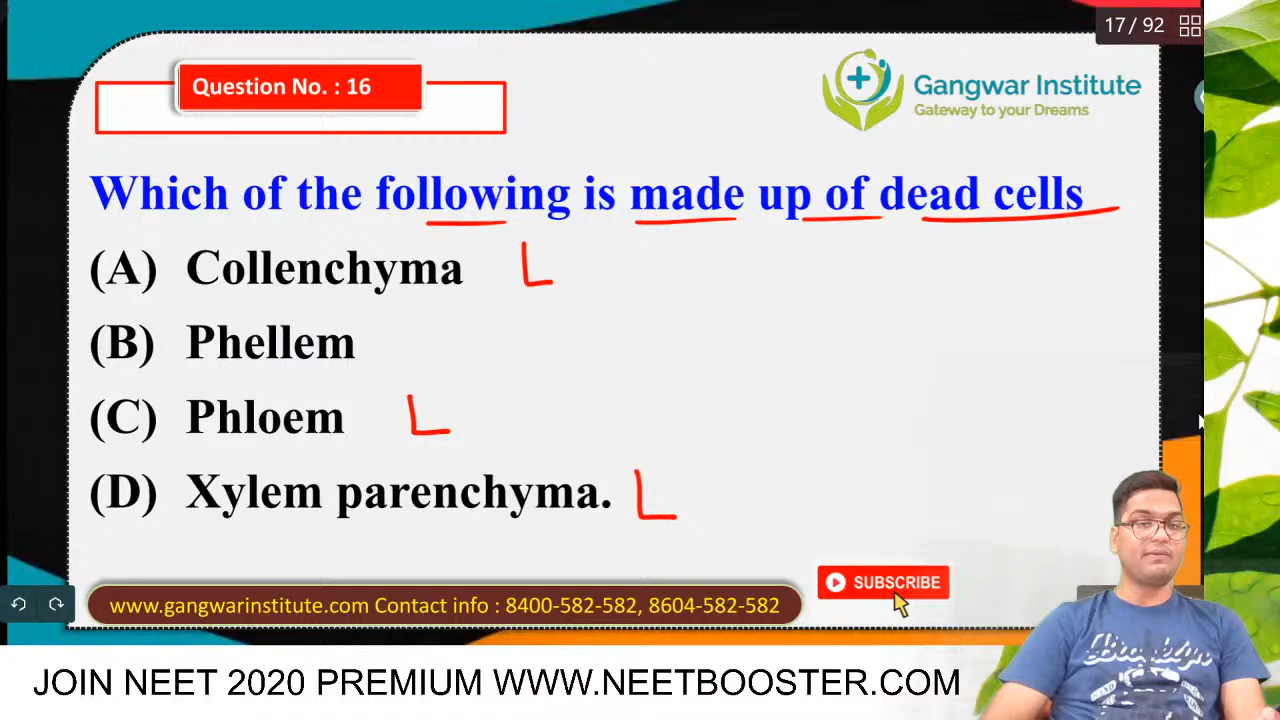 17 / 92
Question No. : 16
Gangwar Institute
Gateway to your Dreams
Which of the following is made up of dead cells
(A) Collenchyma L
(B) Phellem
(C) Phloem L
(D) Xylem parenchyma. L
SUBSCRIBE
www.gangwarinstitute.com Contact info : 8400-582-582, 8604-582-582
Brooklyn
JOIN NEET 2020 PREMIUM WWW.NEETBOOSTER.COM